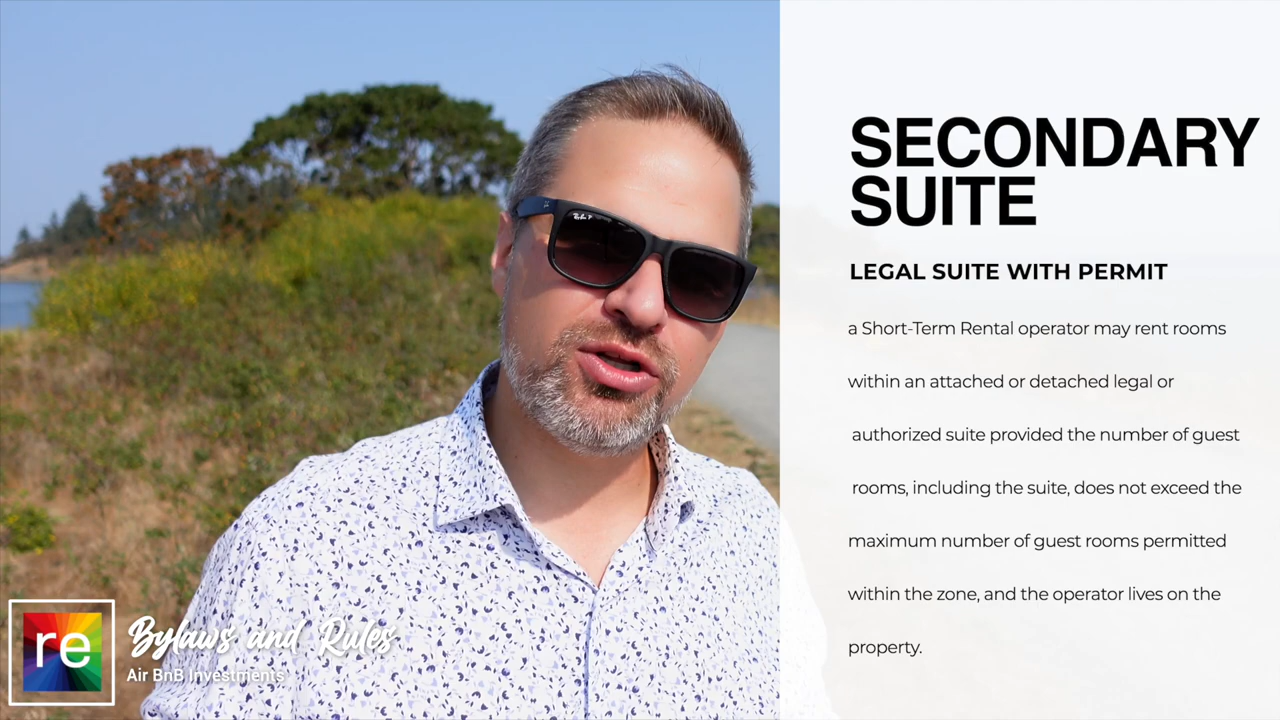 SECONDARY
SUITE
LEGAL SUITE WITH PERMIT
a Short-Term Rental operator may rent rooms
within an attached or detached legal or
authorized suite provided the number of guest
rooms, including the suite, does not exceed the
maximum number of guest rooms permitted
within the zone, and the operator lives on the
property.
Ray-Ban P
re
Bylaws and Rules
Air BnB Investments